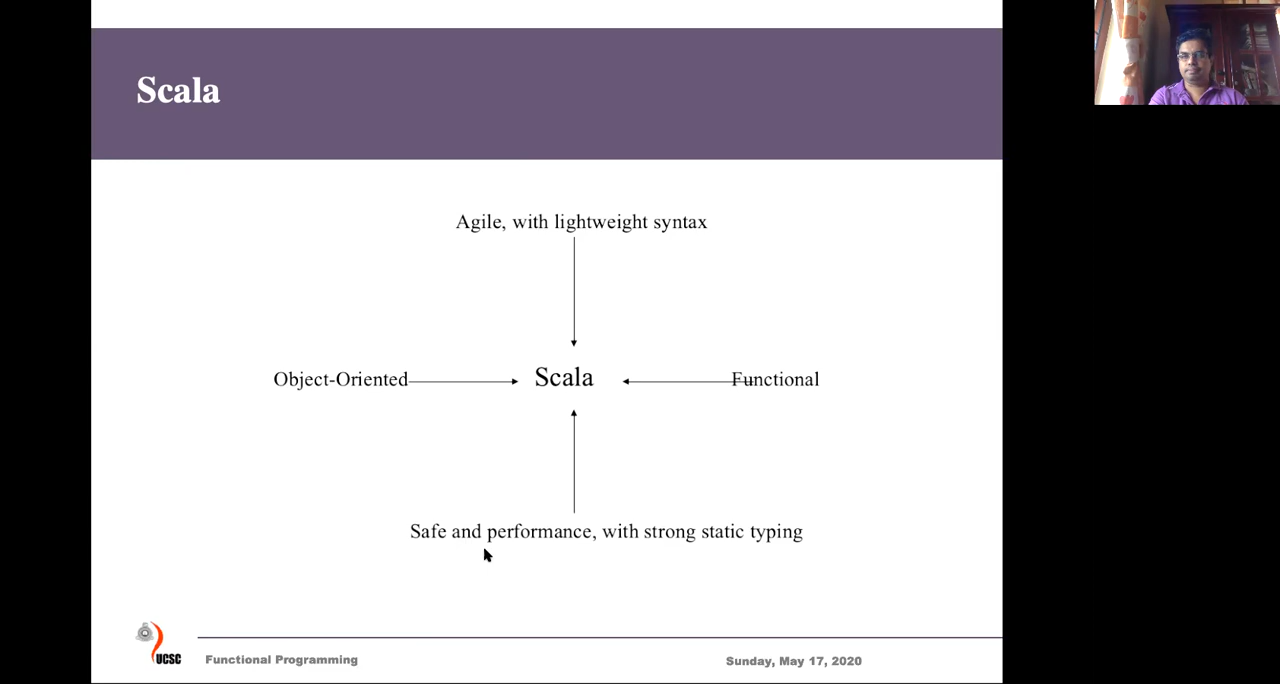 Scala
Agile, with lightweight syntax
Object-Oriented
Scala
Functional
Safe and performance, with strong static typing
UCSC
Functional Programming
Sunday, May 17, 2020